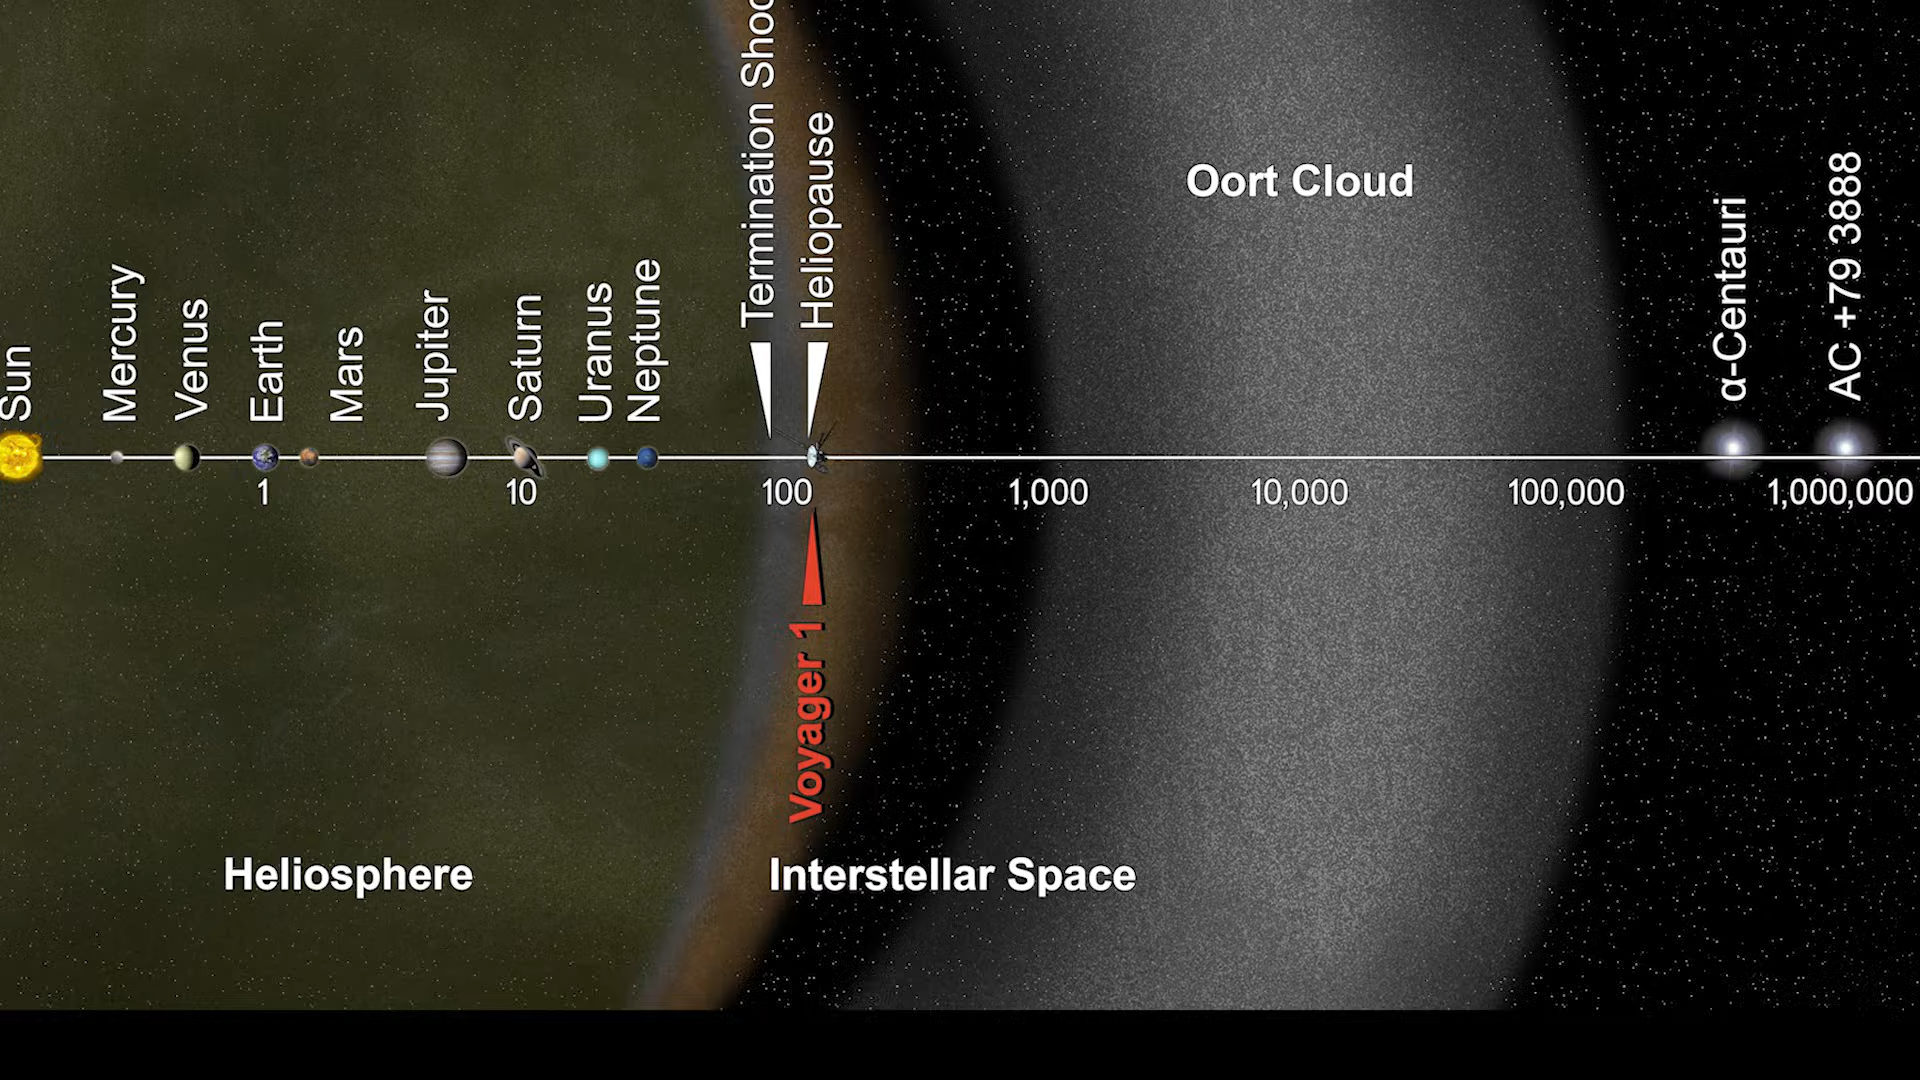 Sun
Mercury
Venus
Earth
Mars
Jupiter
Saturn
Uranus
Neptune
Termination Shoc
Heliopause
Oort Cloud
α-Centauri
AC +79 3888
1
10
100
1,000
10,000
100,000
1,000,000
Voyager 1
Heliosphere
Interstellar Space